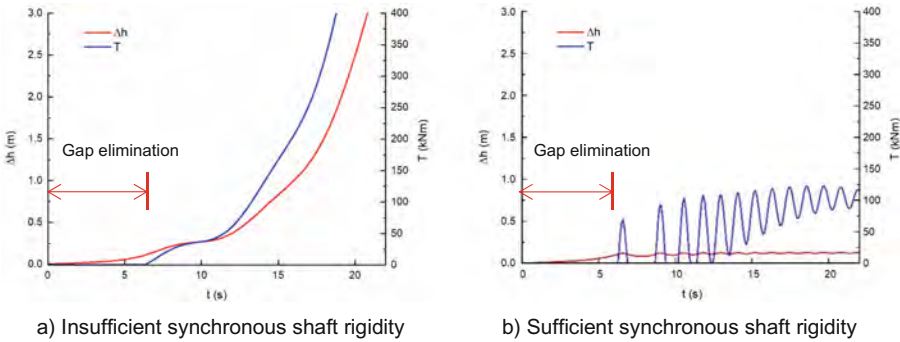 3.0
2.5
2.0
1.5
1.0
0.5
0.0
Δh (m)
Δh
T
Gap elimination
400
350
300
250
200
150
100
50
0
T (kNm)
0 5 10 15 20
t (s)
a) Insufficient synchronous shaft rigidity
3.0
2.5
2.0
1.5
1.0
0.5
0.0
Δh (m)
Δh
T
Gap elimination
400
350
300
250
200
150
100
50
0
T (kNm)
0 5 10 15 20
t (s)
b) Sufficient synchronous shaft rigidity